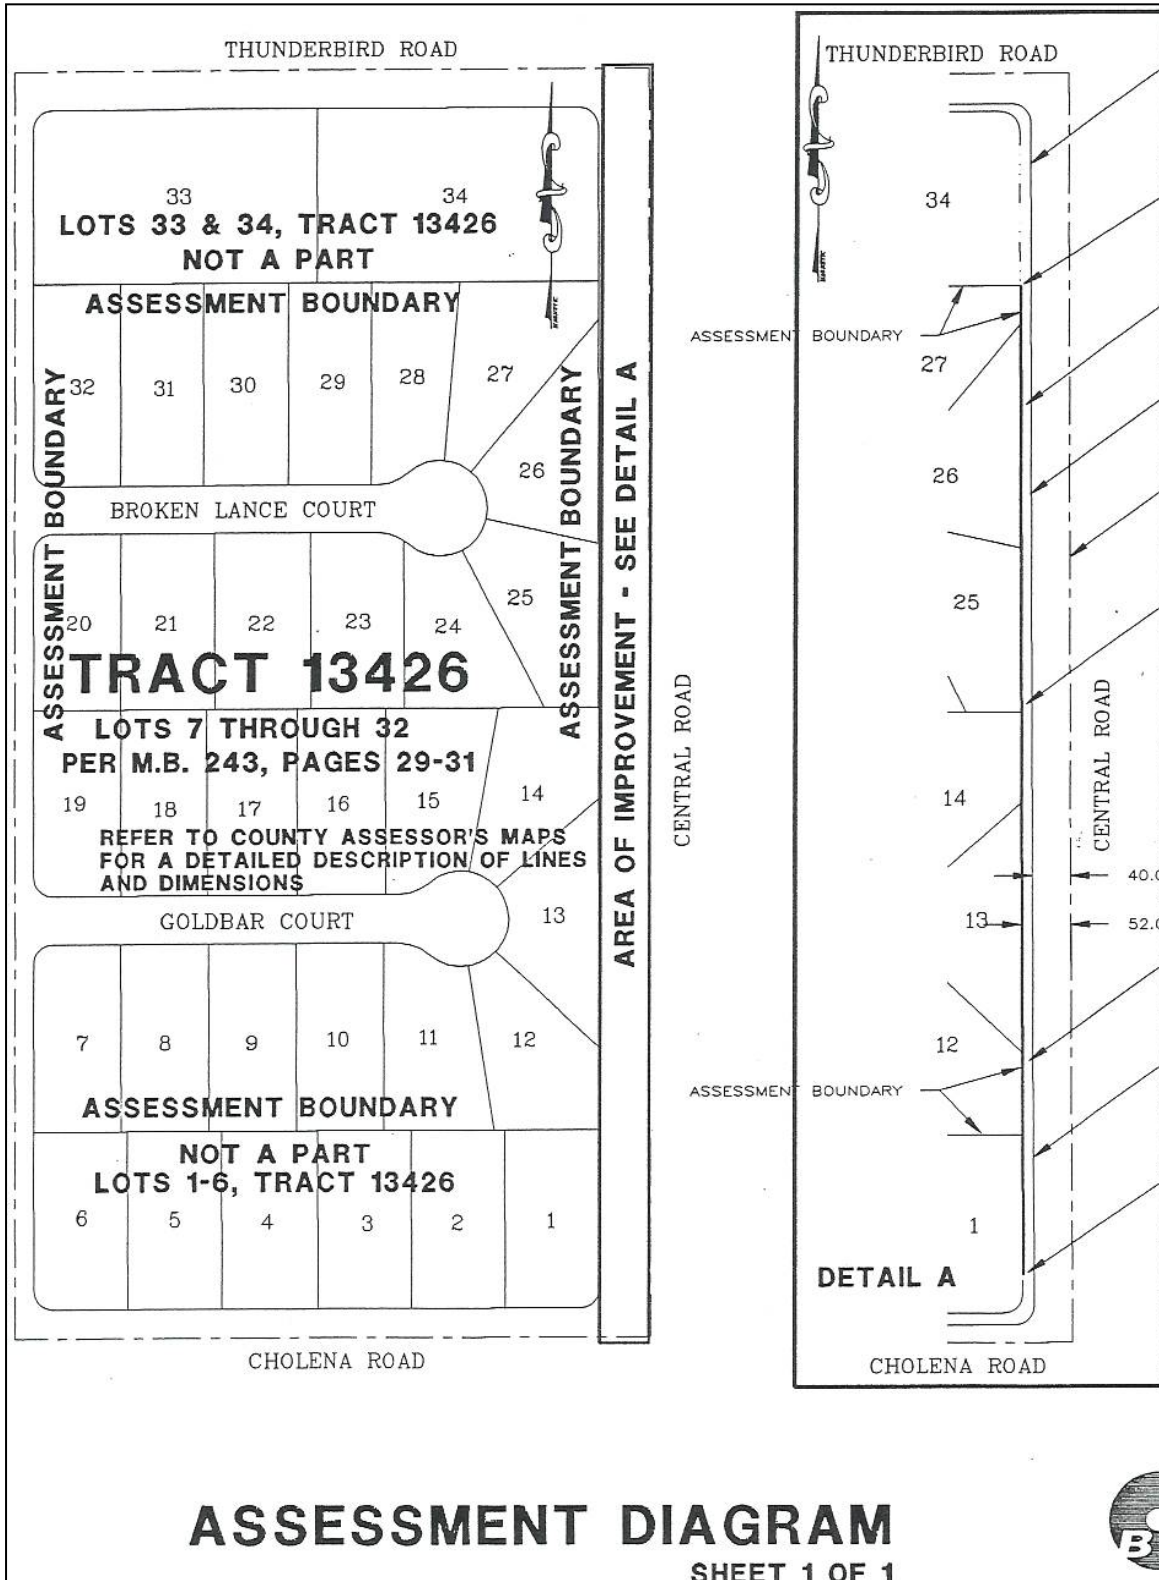 THUNDERBIRD ROAD
33
34
LOTS 33 & 34, TRACT 13426
NOT A PART
ASSESSMENT BOUNDARY
32
31
30
29
28
27
26
ASSESSMENT BOUNDARY
ASSESSMENT BOUNDARY
BROKEN LANCE COURT
25
20
21
22
23
24
TRACT 13426
LOTS 7 THROUGH 32
PER M.B. 243, PAGES 29-31
19
18
17
16
15
14
REFER TO COUNTY ASSESSOR'S MAPS
FOR A DETAILED DESCRIPTION OF LINES
AND DIMENSIONS
GOLDBAR COURT
13
7
8
9
10
11
12
ASSESSMENT BOUNDARY
NOT A PART
LOTS 1-6, TRACT 13426
6
5
4
3
2
1
CHOLENA ROAD
AREA OF IMPROVEMENT - SEE DETAIL A
CENTRAL ROAD
THUNDERBIRD ROAD
34
ASSESSMENT BOUNDARY
27
26
25
14
CENTRAL ROAD
40.0
13
52.0
12
ASSESSMENT BOUNDARY
1
DETAIL A
CHOLENA ROAD
ASSESSMENT DIAGRAM
SHEET 1 OF 1
B